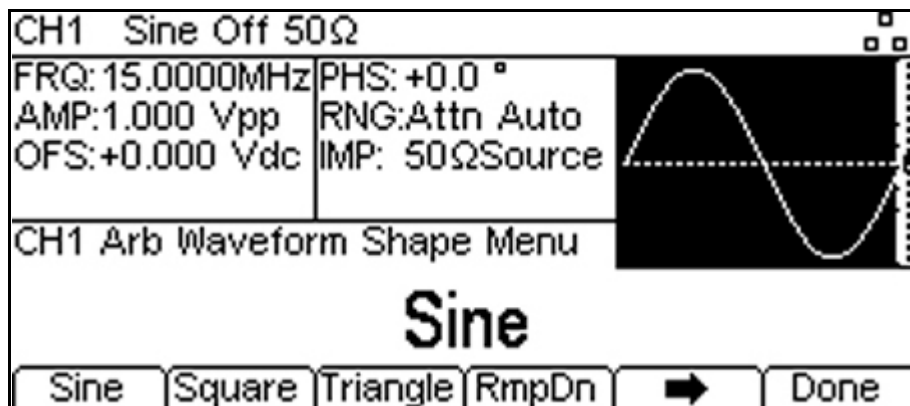 CH1 Sine Off 50Ω
FRQ: 15.0000MHz PHS: +0.0 °
AMP:1.000 Vpp RNG:Attn Auto
OFS:+0.000 Vdc IMP: 50ΩSource
CH1 Arb Waveform Shape Menu
Sine
Sine Square Triangle RmpDn ➡ Done